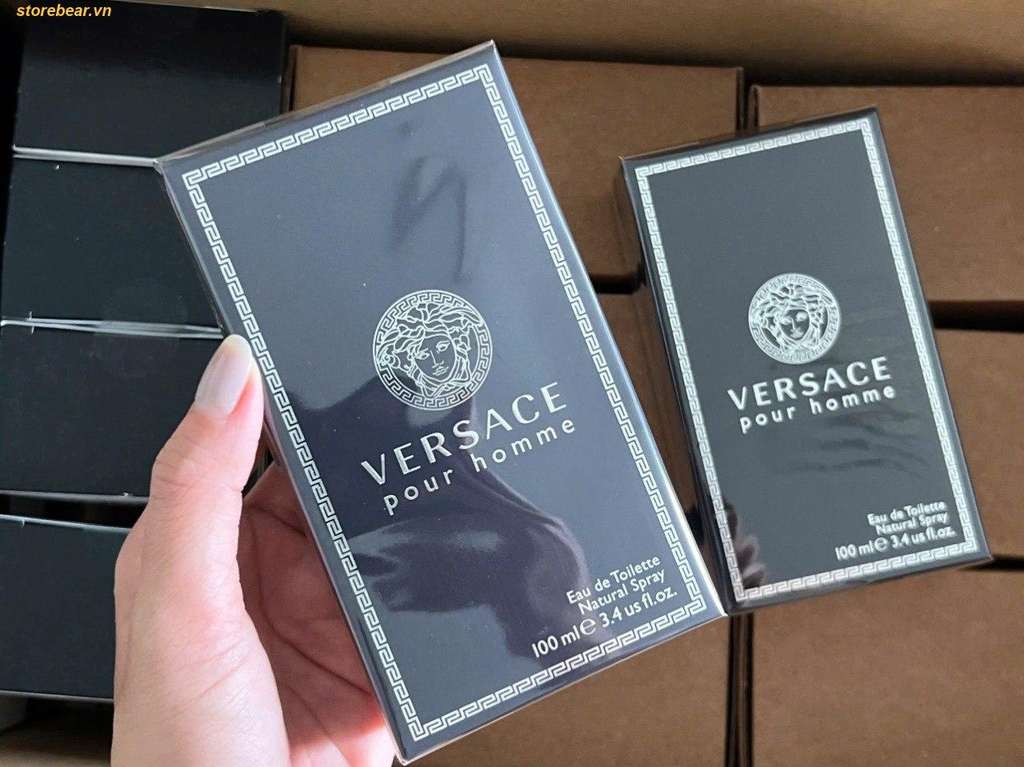 storebear.vn
VERSACE
pour homme
Eau de Toilette
Natural Spray
100 ml℮ 3.4 us fl.oz.
VERSACE
pour homme
Eau de Toilette
Natural Spray
100 ml℮ 3.4 us fl.oz.